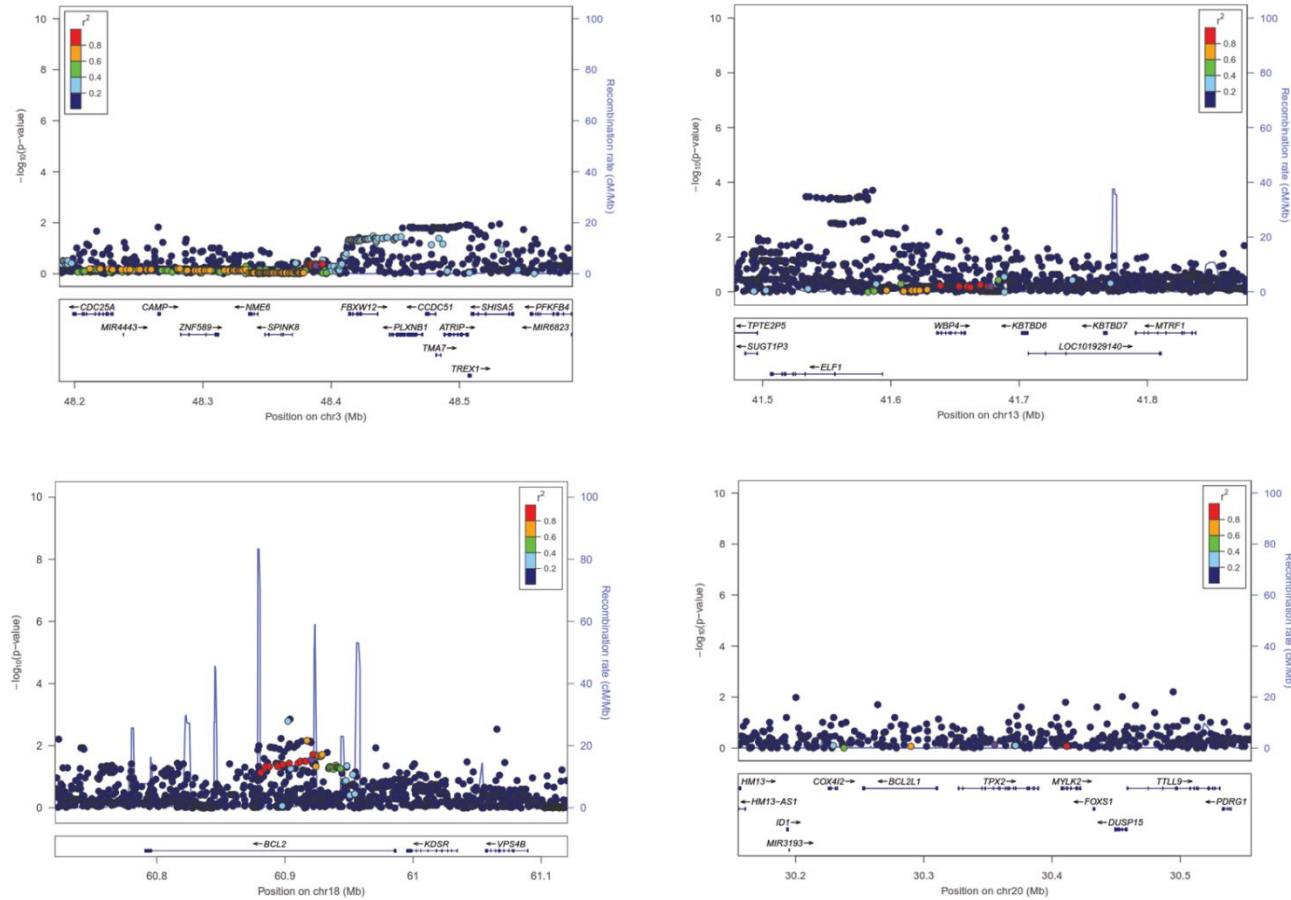 10
8
6
4
2
0
−log10(p−value)
r2
0.8
0.6
0.4
0.2
100
80
60
40
20
0
Recombination rate (cM/Mb)
←CDC25A CAMP→ NME6← FBXW12→ ←CCDC51 ←SHISA5 ←PFKFB4
MIR4443→ ZNF589→ ←SPINK8 ←PLXNB1 ATRIP→ ←MIR6823
TMA7→
TREX1→
48.2 48.3 48.4 48.5
Position on chr3 (Mb)
10
8
6
4
2
0
−log10(p−value)
r2
0.8
0.6
0.4
0.2
100
80
60
40
20
0
Recombination rate (cM/Mb)
←TPTE2P5 WBP4→ ←KBTBD6 ←KBTBD7 ←MTRF1
←SUGT1P3 LOC101929140→
←ELF1
41.5 41.6 41.7 41.8
Position on chr13 (Mb)
10
8
6
4
2
0
−log10(p−value)
r2
0.8
0.6
0.4
0.2
100
80
60
40
20
0
Recombination rate (cM/Mb)
←BCL2 ←KDSR ←VPS4B
60.8 60.9 61 61.1
Position on chr18 (Mb)
10
8
6
4
2
0
−log10(p−value)
r2
0.8
0.6
0.4
0.2
100
80
60
40
20
0
Recombination rate (cM/Mb)
HM13→ COX4I2→ ←BCL2L1 TPX2→ MYLK2→ TTLL9→
←HM13−AS1 ←FOXS1 ←PDRG1
ID1→ ←DUSP15
MIR3193→
30.2 30.3 30.4 30.5
Position on chr20 (Mb)